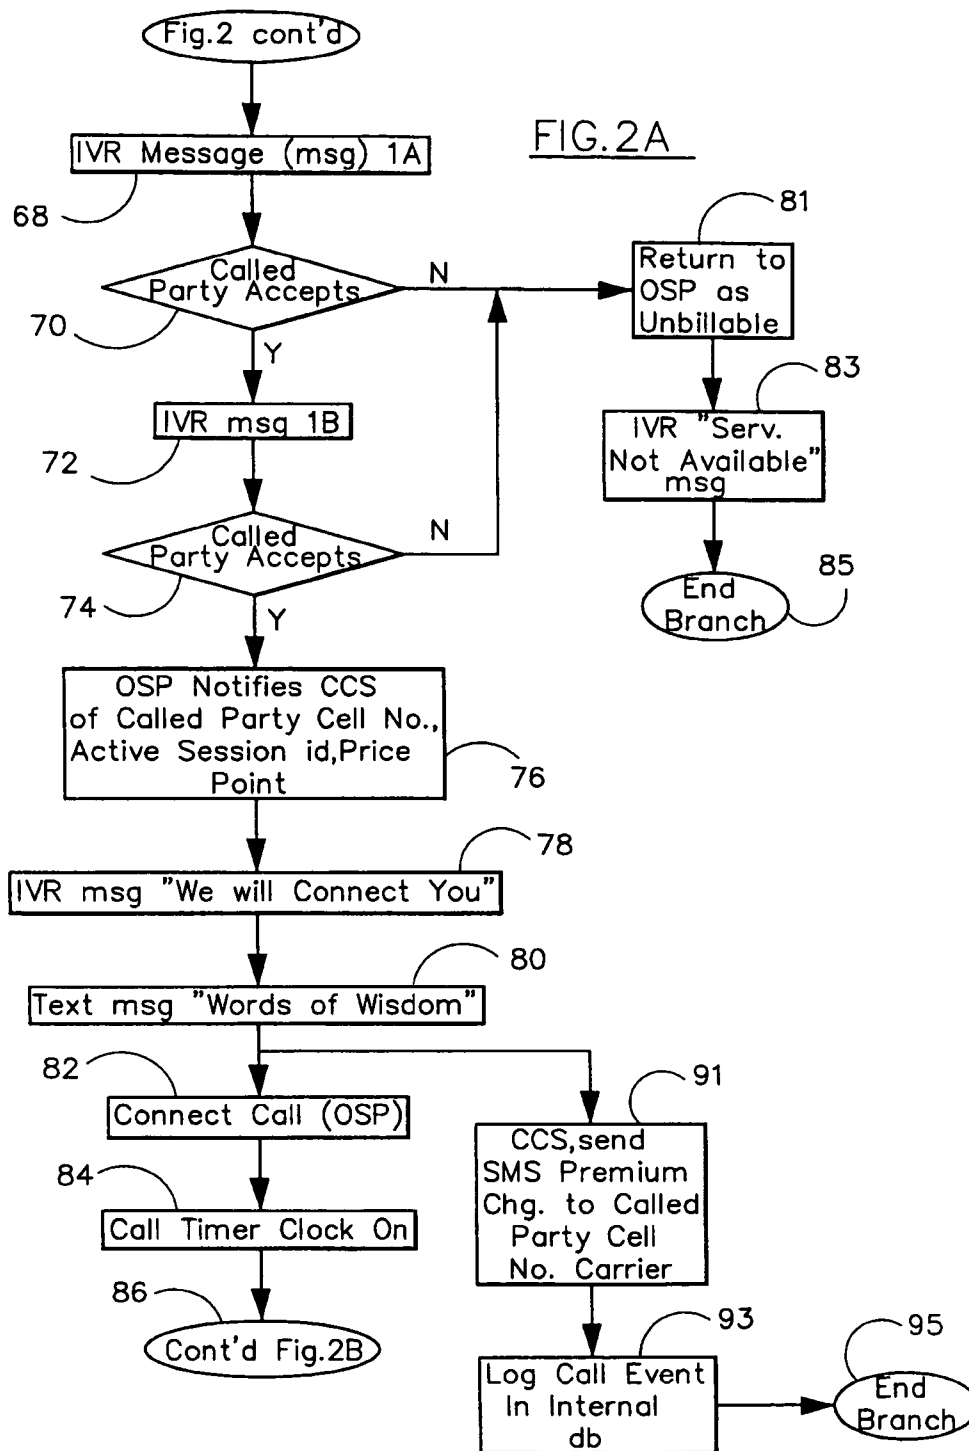 Fig.2 cont'd
FIG.2A
IVR Message (msg) 1A
68
81
Called
Party Accepts
N
70
Return to
OSP as
Unbillable
Y
83
IVR msg 1B
72
IVR "Serv.
Not Available"
msg
Called
Party Accepts
N
74
85
End
Branch
Y
OSP Notifies CCS
of Called Party Cell No.,
Active Session id,Price
Point
76
78
IVR msg "We will Connect You"
80
Text msg "Words of Wisdom"
82
91
Connect Call (OSP)
CCS,send
SMS Premium
Chg. to Called
Party Cell
No. Carrier
84
Call Timer Clock On
86
Cont'd Fig.2B
93
Log Call Event
In Internal
db
95
End
Branch